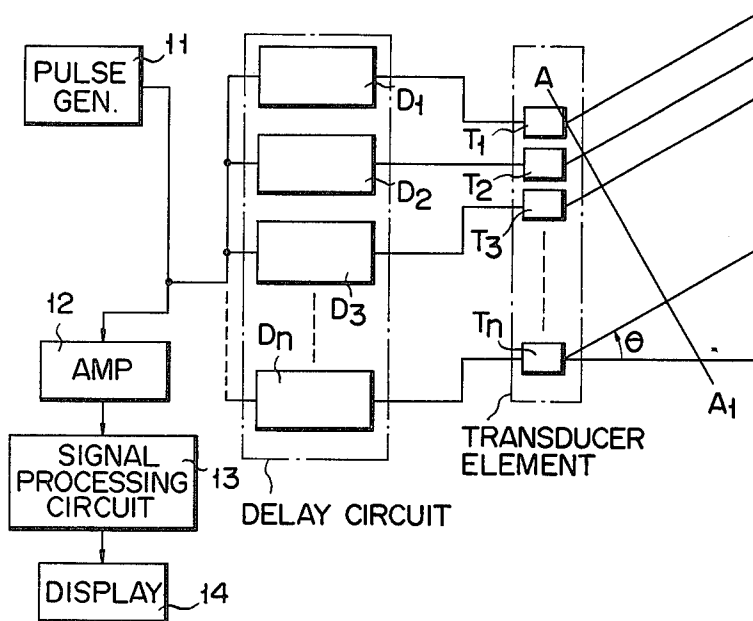 11
PULSE
GEN.
D1
D2
D3
Dn
A
T1
T2
T3
Tn
θ
A1
12
AMP
SIGNAL
PROCESSING
CIRCUIT
13
DISPLAY
14
DELAY CIRCUIT
TRANSDUCER
ELEMENT